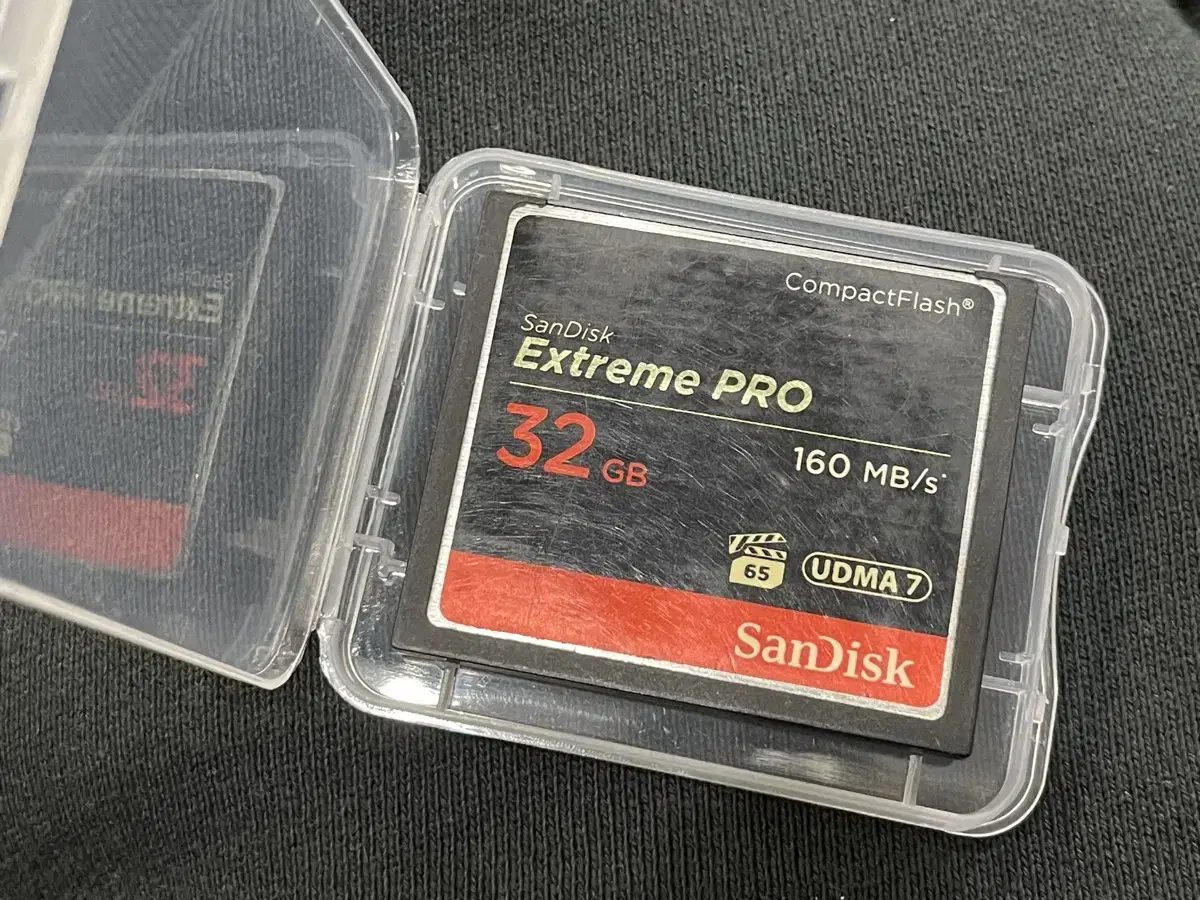 CompactFlash®
SanDisk
Extreme PRO
32 GB
160 MB/s*
65
UDMA 7
SanDisk